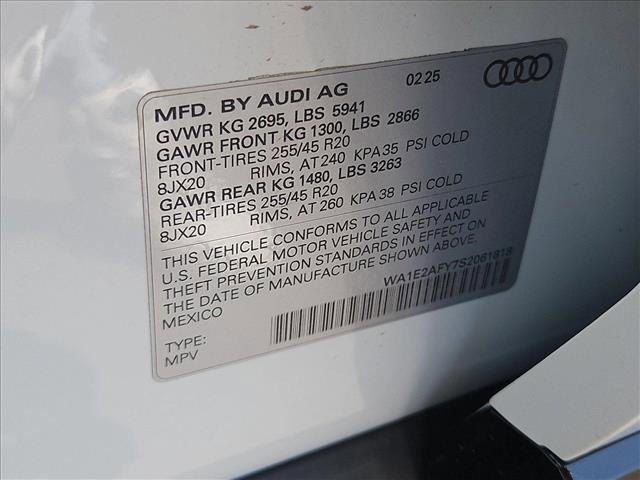 MFD. BY AUDI AG 02 25
GVWR KG 2695, LBS 5941
GAWR FRONT KG 1300, LBS 2866
FRONT-TIRES 255/45 R20
8JX20 RIMS, AT 240 KPA 35 PSI COLD
GAWR REAR KG 1480, LBS 3263
REAR-TIRES 255/45 R20
8JX20 RIMS, AT 260 KPA 38 PSI COLD
THIS VEHICLE CONFORMS TO ALL APPLICABLE
U.S. FEDERAL MOTOR VEHICLE SAFETY AND
THEFT PREVENTION STANDARDS IN EFFECT ON
THE DATE OF MANUFACTURE SHOWN ABOVE.
MEXICO WA1E2AFY7S2061818
TYPE:
MPV